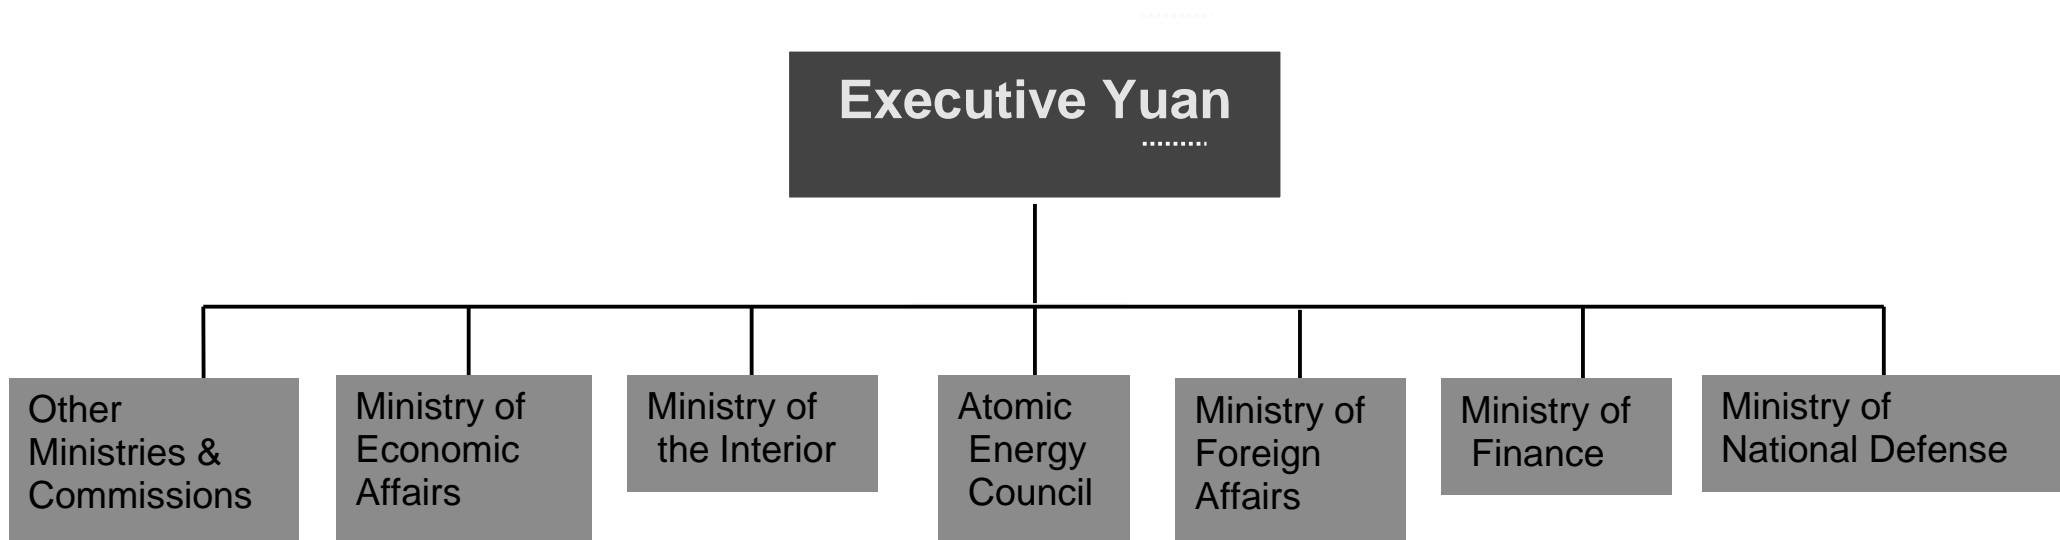 Executive Yuan
Other
Ministries &
Commissions
Ministry of
Economic
Affairs
Ministry of
the Interior
Atomic
Energy
Council
Ministry of
Foreign
Affairs
Ministry of
Finance
Ministry of
National Defense